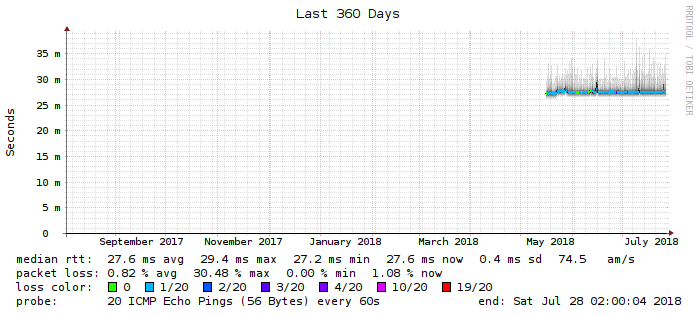 Last 360 Days
RRDTOOL / TOBI OETIKER
Seconds
35 m
30 m
25 m
20 m
15 m
10 m
5 m
0
September 2017 November 2017 January 2018 March 2018 May 2018 July 2018
median rtt: 27.6 ms avg 29.4 ms max 27.2 ms min 27.6 ms now 0.4 ms sd 74.5 am/s
packet loss: 0.82 % avg 30.48 % max 0.00 % min 1.08 % now
loss color: 0 1/20 2/20 3/20 4/20 10/20 19/20
probe: 20 ICMP Echo Pings (56 Bytes) every 60s end: Sat Jul 28 02:00:04 2018